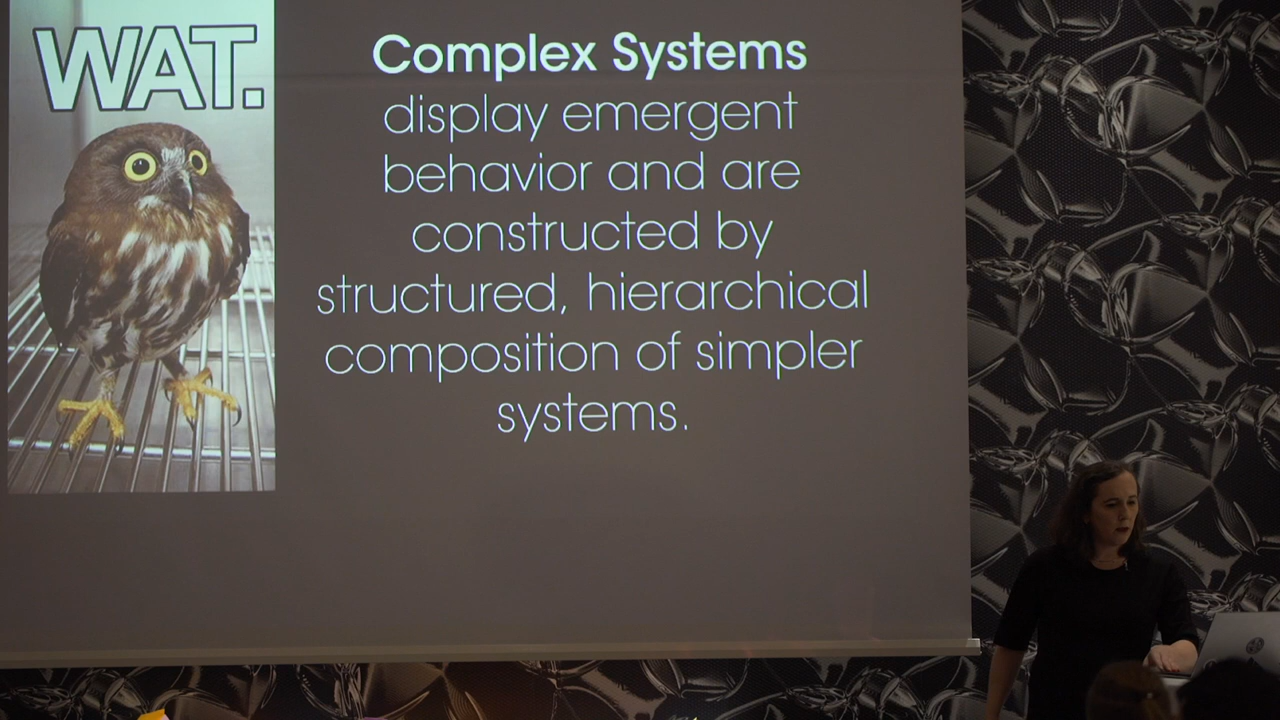 WAT.
Complex Systems
display emergent
behavior and are
constructed by
structured, hierarchical
composition of simpler
systems.